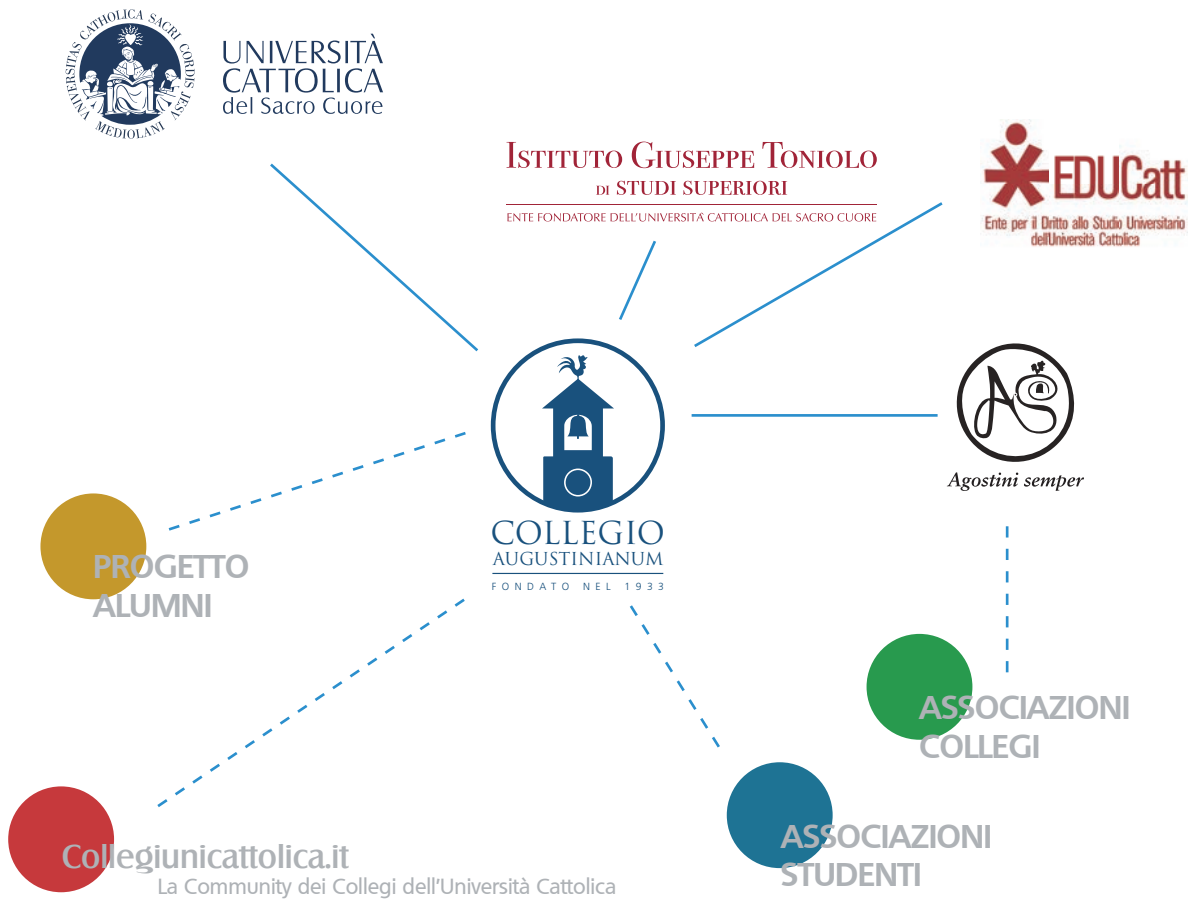 UNIVERSITAS CATHOLICA SACRI CORDIS JESU
MEDIOLANI
UNIVERSITÀ
CATTOLICA
del Sacro Cuore
ISTITUTO GIUSEPPE TONIOLO
DI STUDI SUPERIORI
ENTE FONDATORE DELL'UNIVERSITÀ CATTOLICA DEL SACRO CUORE
EDUCatt
Ente per il Diritto allo Studio Universitario
dell'Università Cattolica
AS
Agostini semper
COLLEGIO
AUGUSTINIANUM
FONDATO NEL 1933
PROGETTO
ALUMNI
ASSOCIAZIONI
COLLEGI
ASSOCIAZIONI
STUDENTI
Collegiunicattolica.it
La Community dei Collegi dell'Università Cattolica